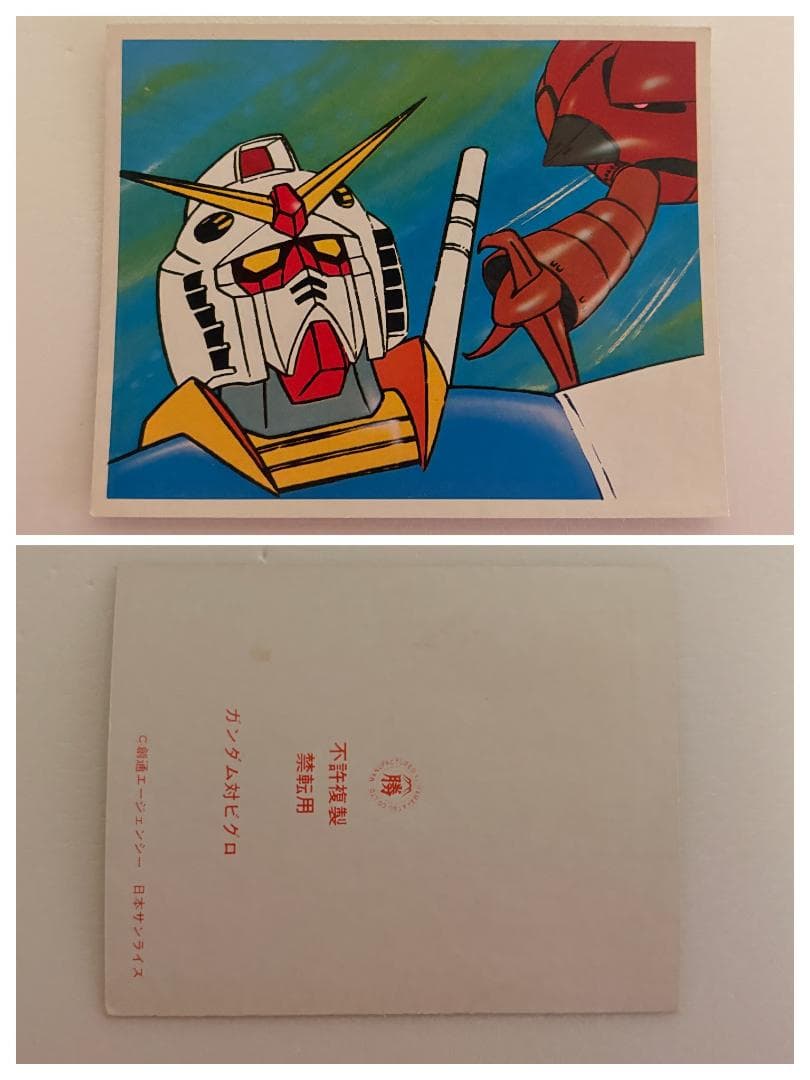 勝
不許複製
禁転用
ガンダム対ビグロ
C創通エージェンシー 日本サンライズ